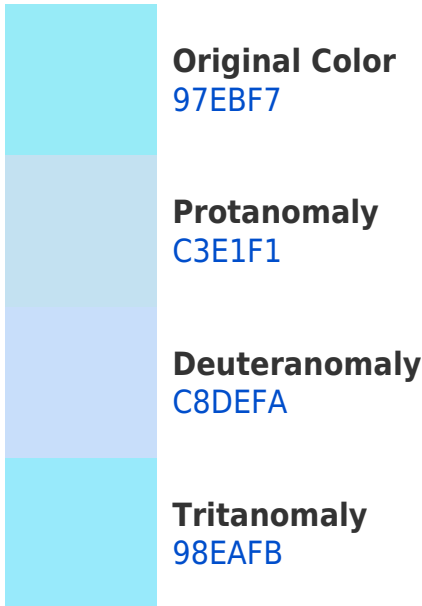 Original Color
97EBF7
Protanomaly
C3E1F1
Deuteranomaly
C8DEFA
Tritanomaly
98EAFB